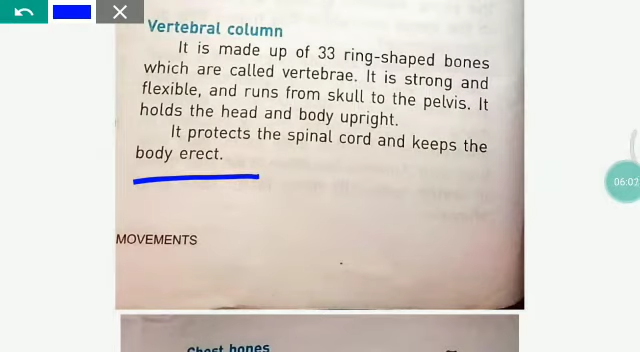 Vertebral column
It is made up of 33 ring-shaped bones
which are called vertebrae. It is strong and
flexible, and runs from skull to the pelvis. It
holds the head and body upright.
It protects the spinal cord and keeps the
body erect.
06:02
MOVEMENTS
Chest bones